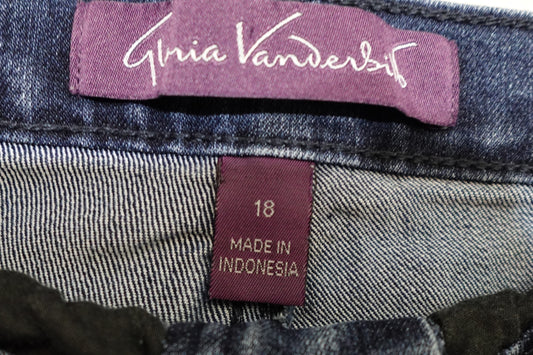 Gloria Vanderbilt
18
MADE IN
INDONESIA